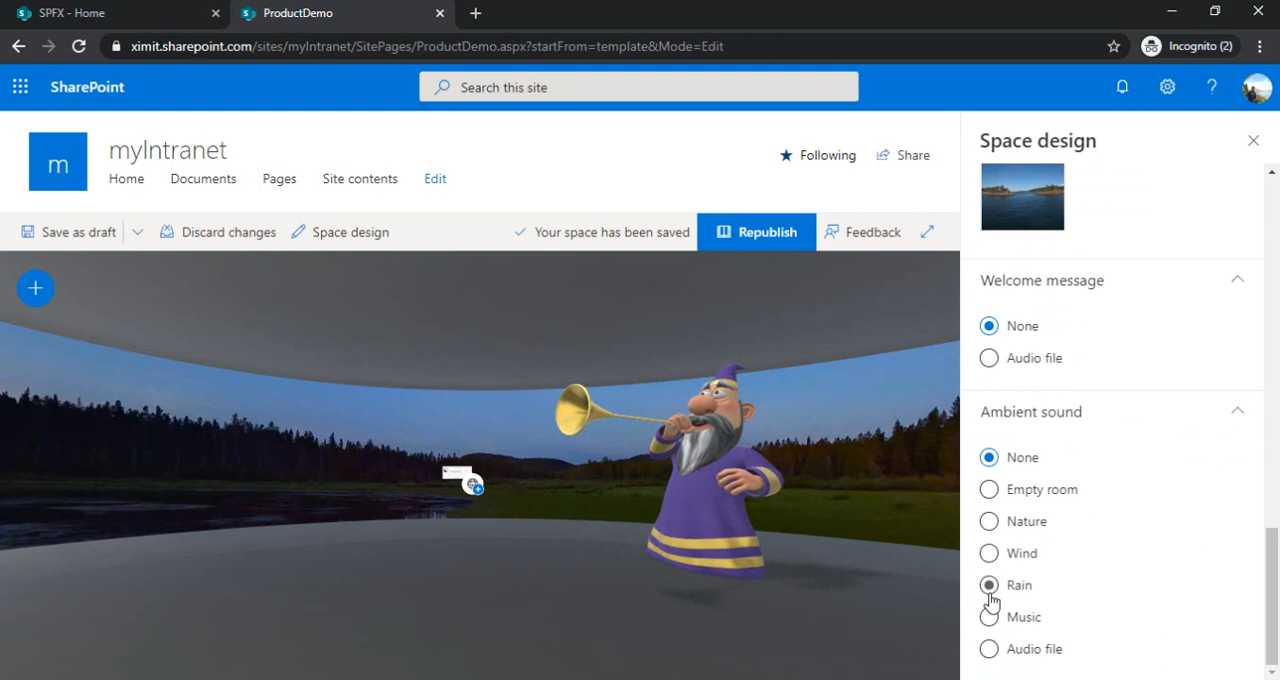 SPFX - Home
ProductDemo
ximit.sharepoint.com/sites/myIntranet/SitePages/ProductDemo.aspx?startFrom=template&Mode=Edit
Incognito (2)
SharePoint
Search this site
m
myIntranet
Home Documents Pages Site contents Edit
Following
Share
Save as draft
Discard changes
Space design
Your space has been saved
Republish
Feedback
Space design
Welcome message
None
Audio file
Ambient sound
None
Empty room
Nature
Wind
Rain
Music
Audio file